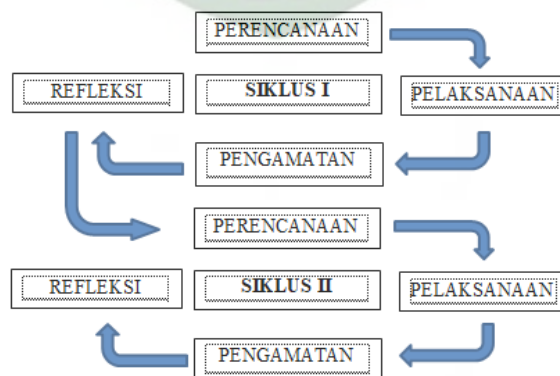 PERENCANAAN
REFLEKSI
SIKLUS I
PELAKSANAAN
PENGAMATAN
PERENCANAAN
REFLEKSI
SIKLUS II
PELAKSANAAN
PENGAMATAN